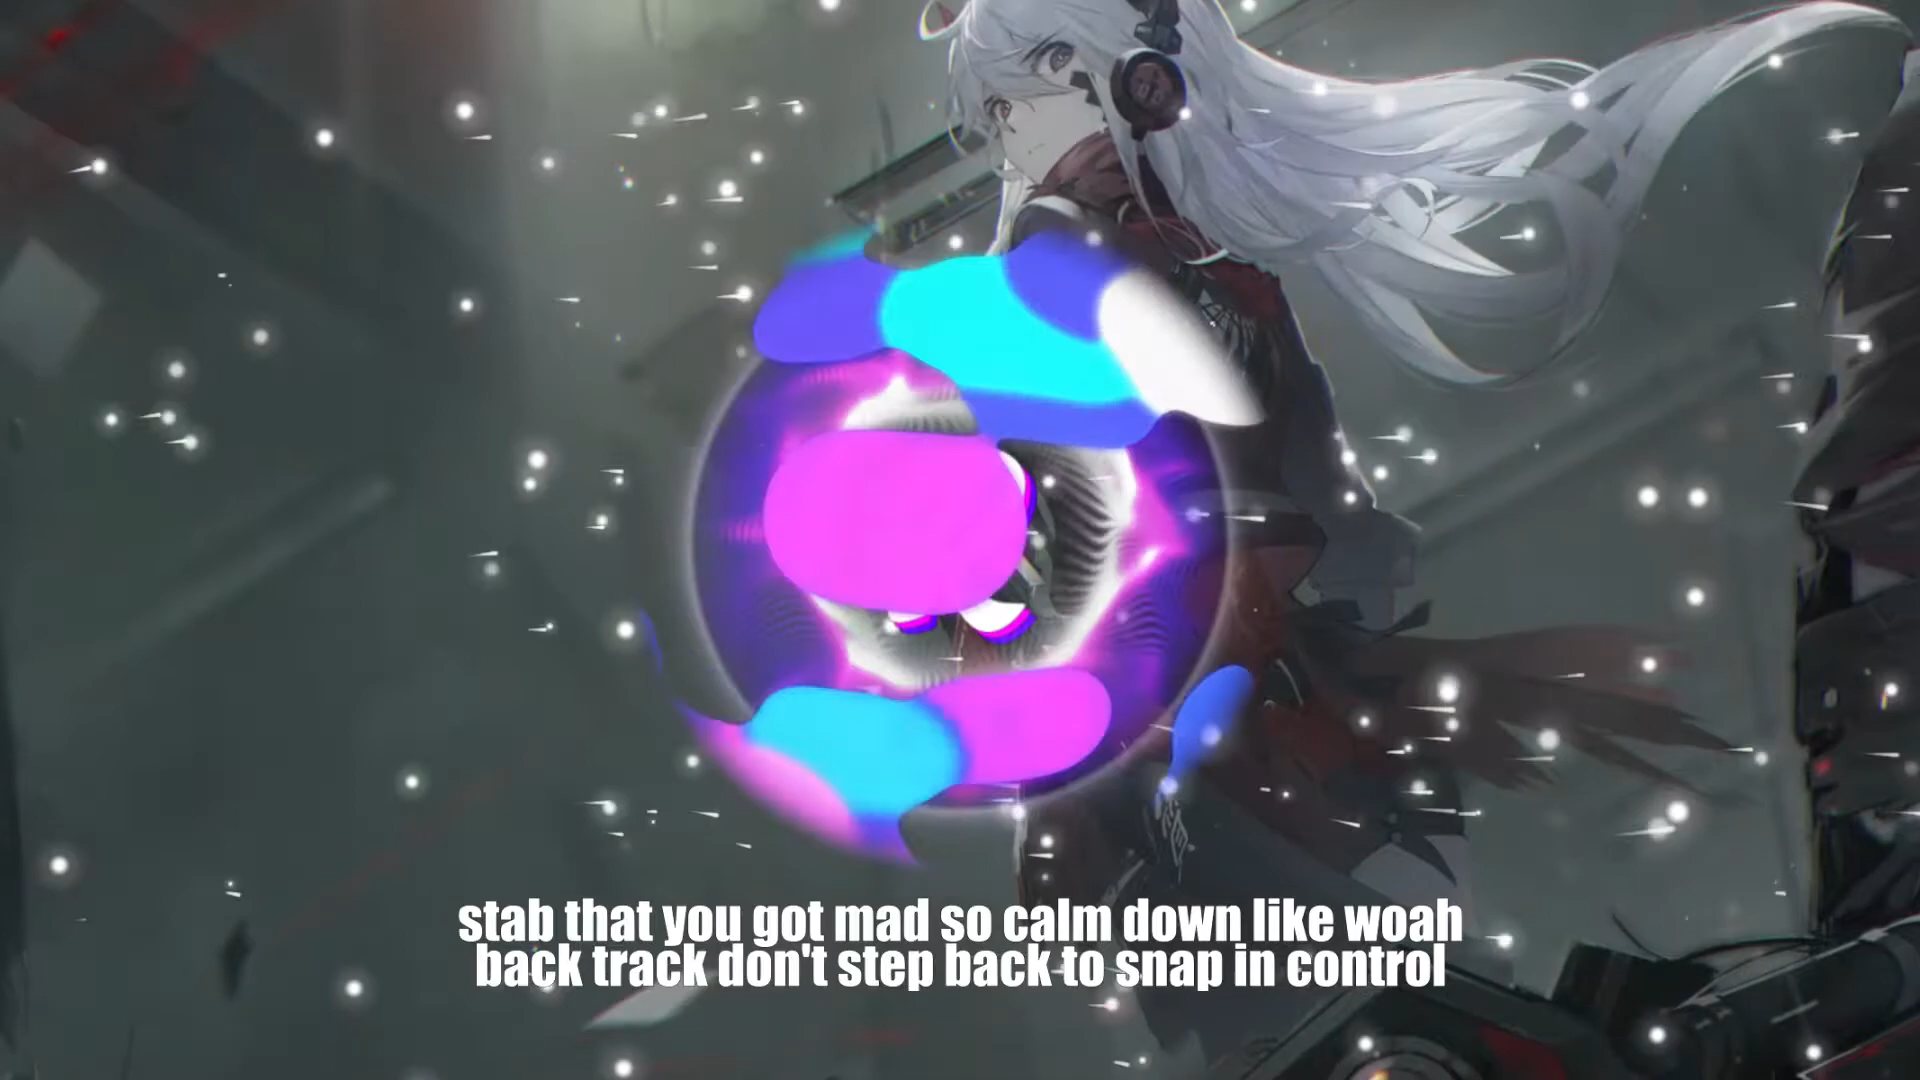 stab that you got mad so calm down like woah
back track don't step back to snap in control